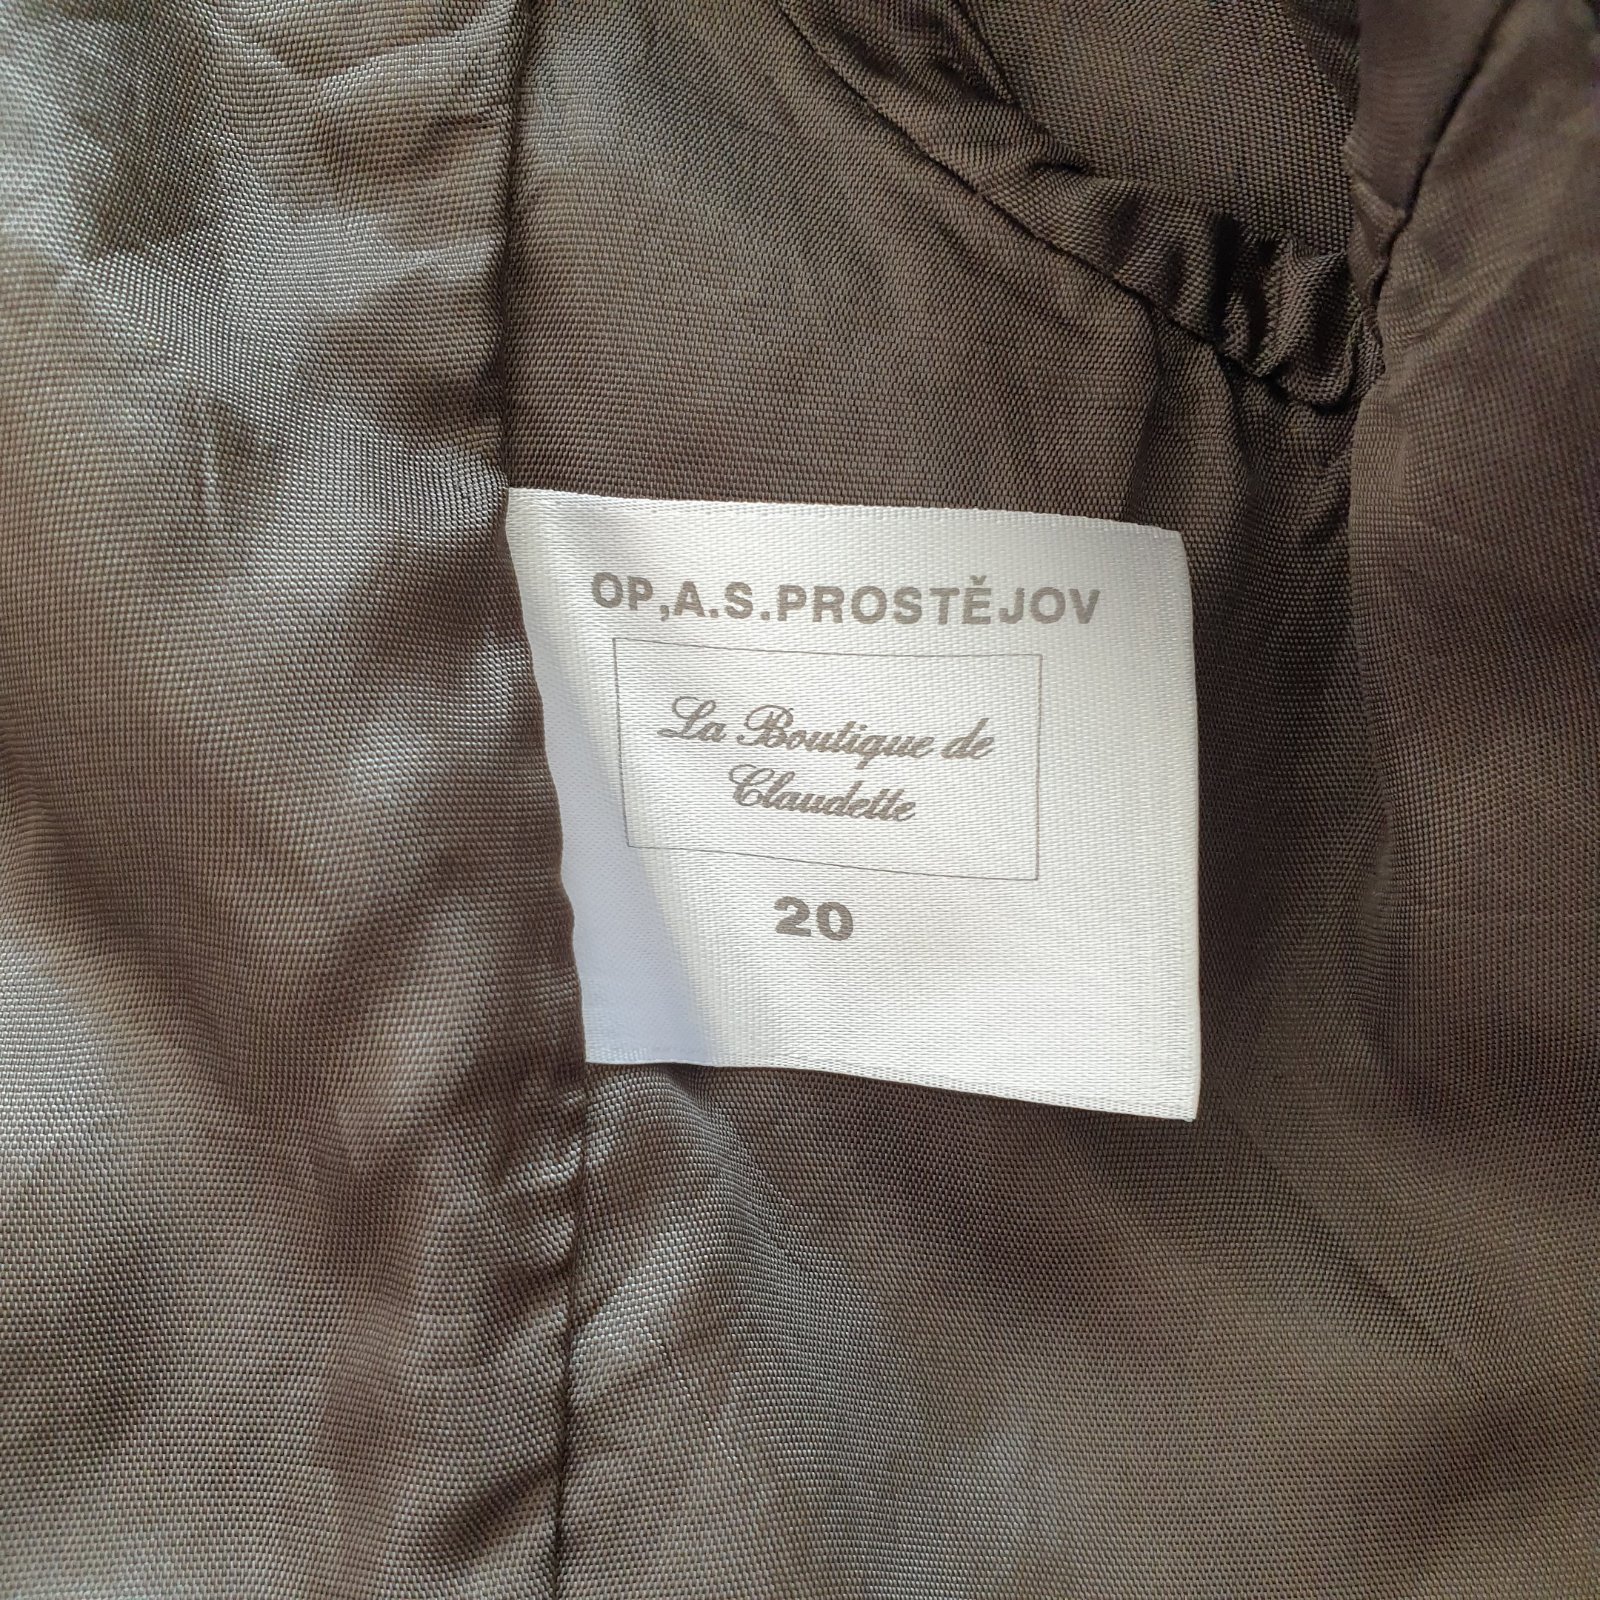 OP,A.S.PROSTĚJOV
La Boutique de
Claudette
20